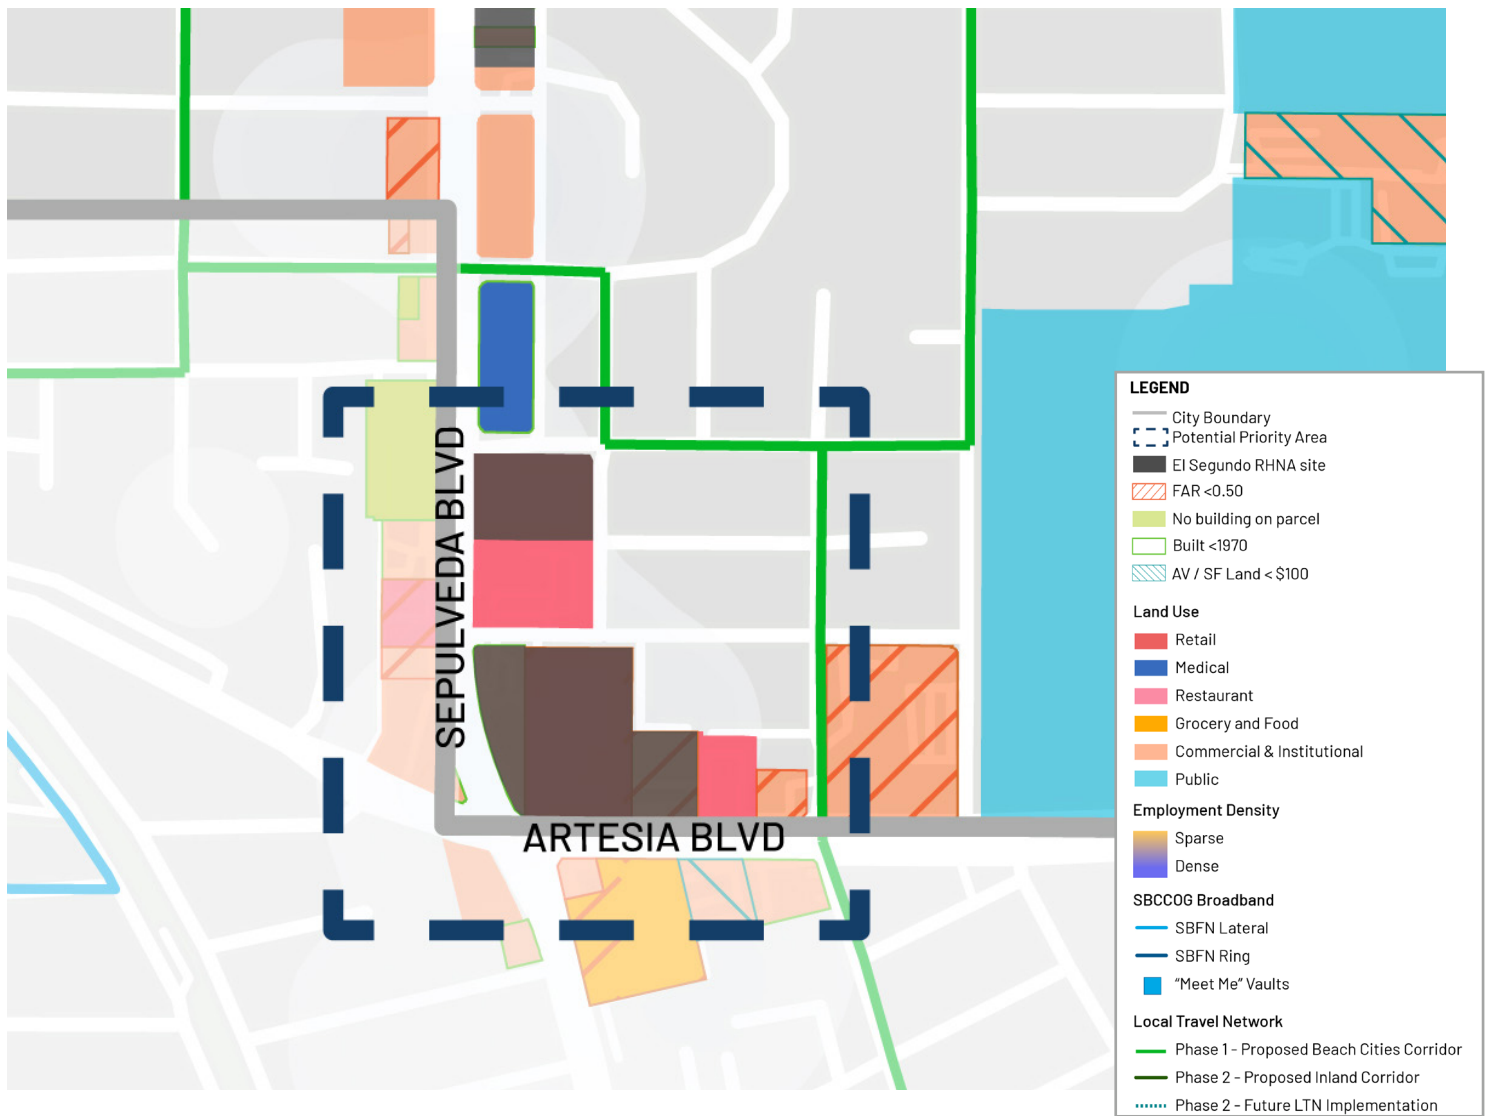 SEPULVEDA BLVD
ARTESIA BLVD
LEGEND
City Boundary
Potential Priority Area
El Segundo RHNA site
FAR <0.50
No building on parcel
Built <1970
AV / SF Land < $100
Land Use
Retail
Medical
Restaurant
Grocery and Food
Commercial & Institutional
Public
Employment Density
Sparse
Dense
SBCCOG Broadband
SBFN Lateral
SBFN Ring
“Meet Me” Vaults
Local Travel Network
Phase 1 - Proposed Beach Cities Corridor
Phase 2 - Proposed Inland Corridor
Phase 2 - Future LTN Implementation